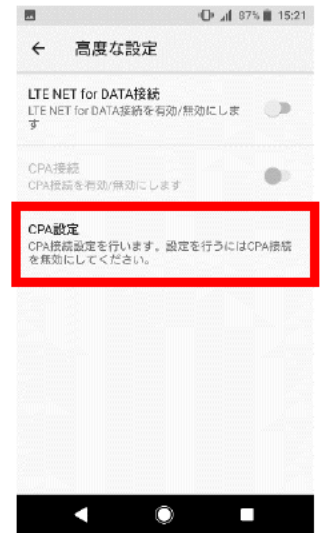 87% 15:21
高度な設定
LTE NET for DATA接続
LTE NET for DATA接続を有効/無効にしま
す
CPA接続
CPA接続を有効/無効にします
CPA設定
CPA接続設定を行います。設定を行うにはCPA接続
を無効にしてください。